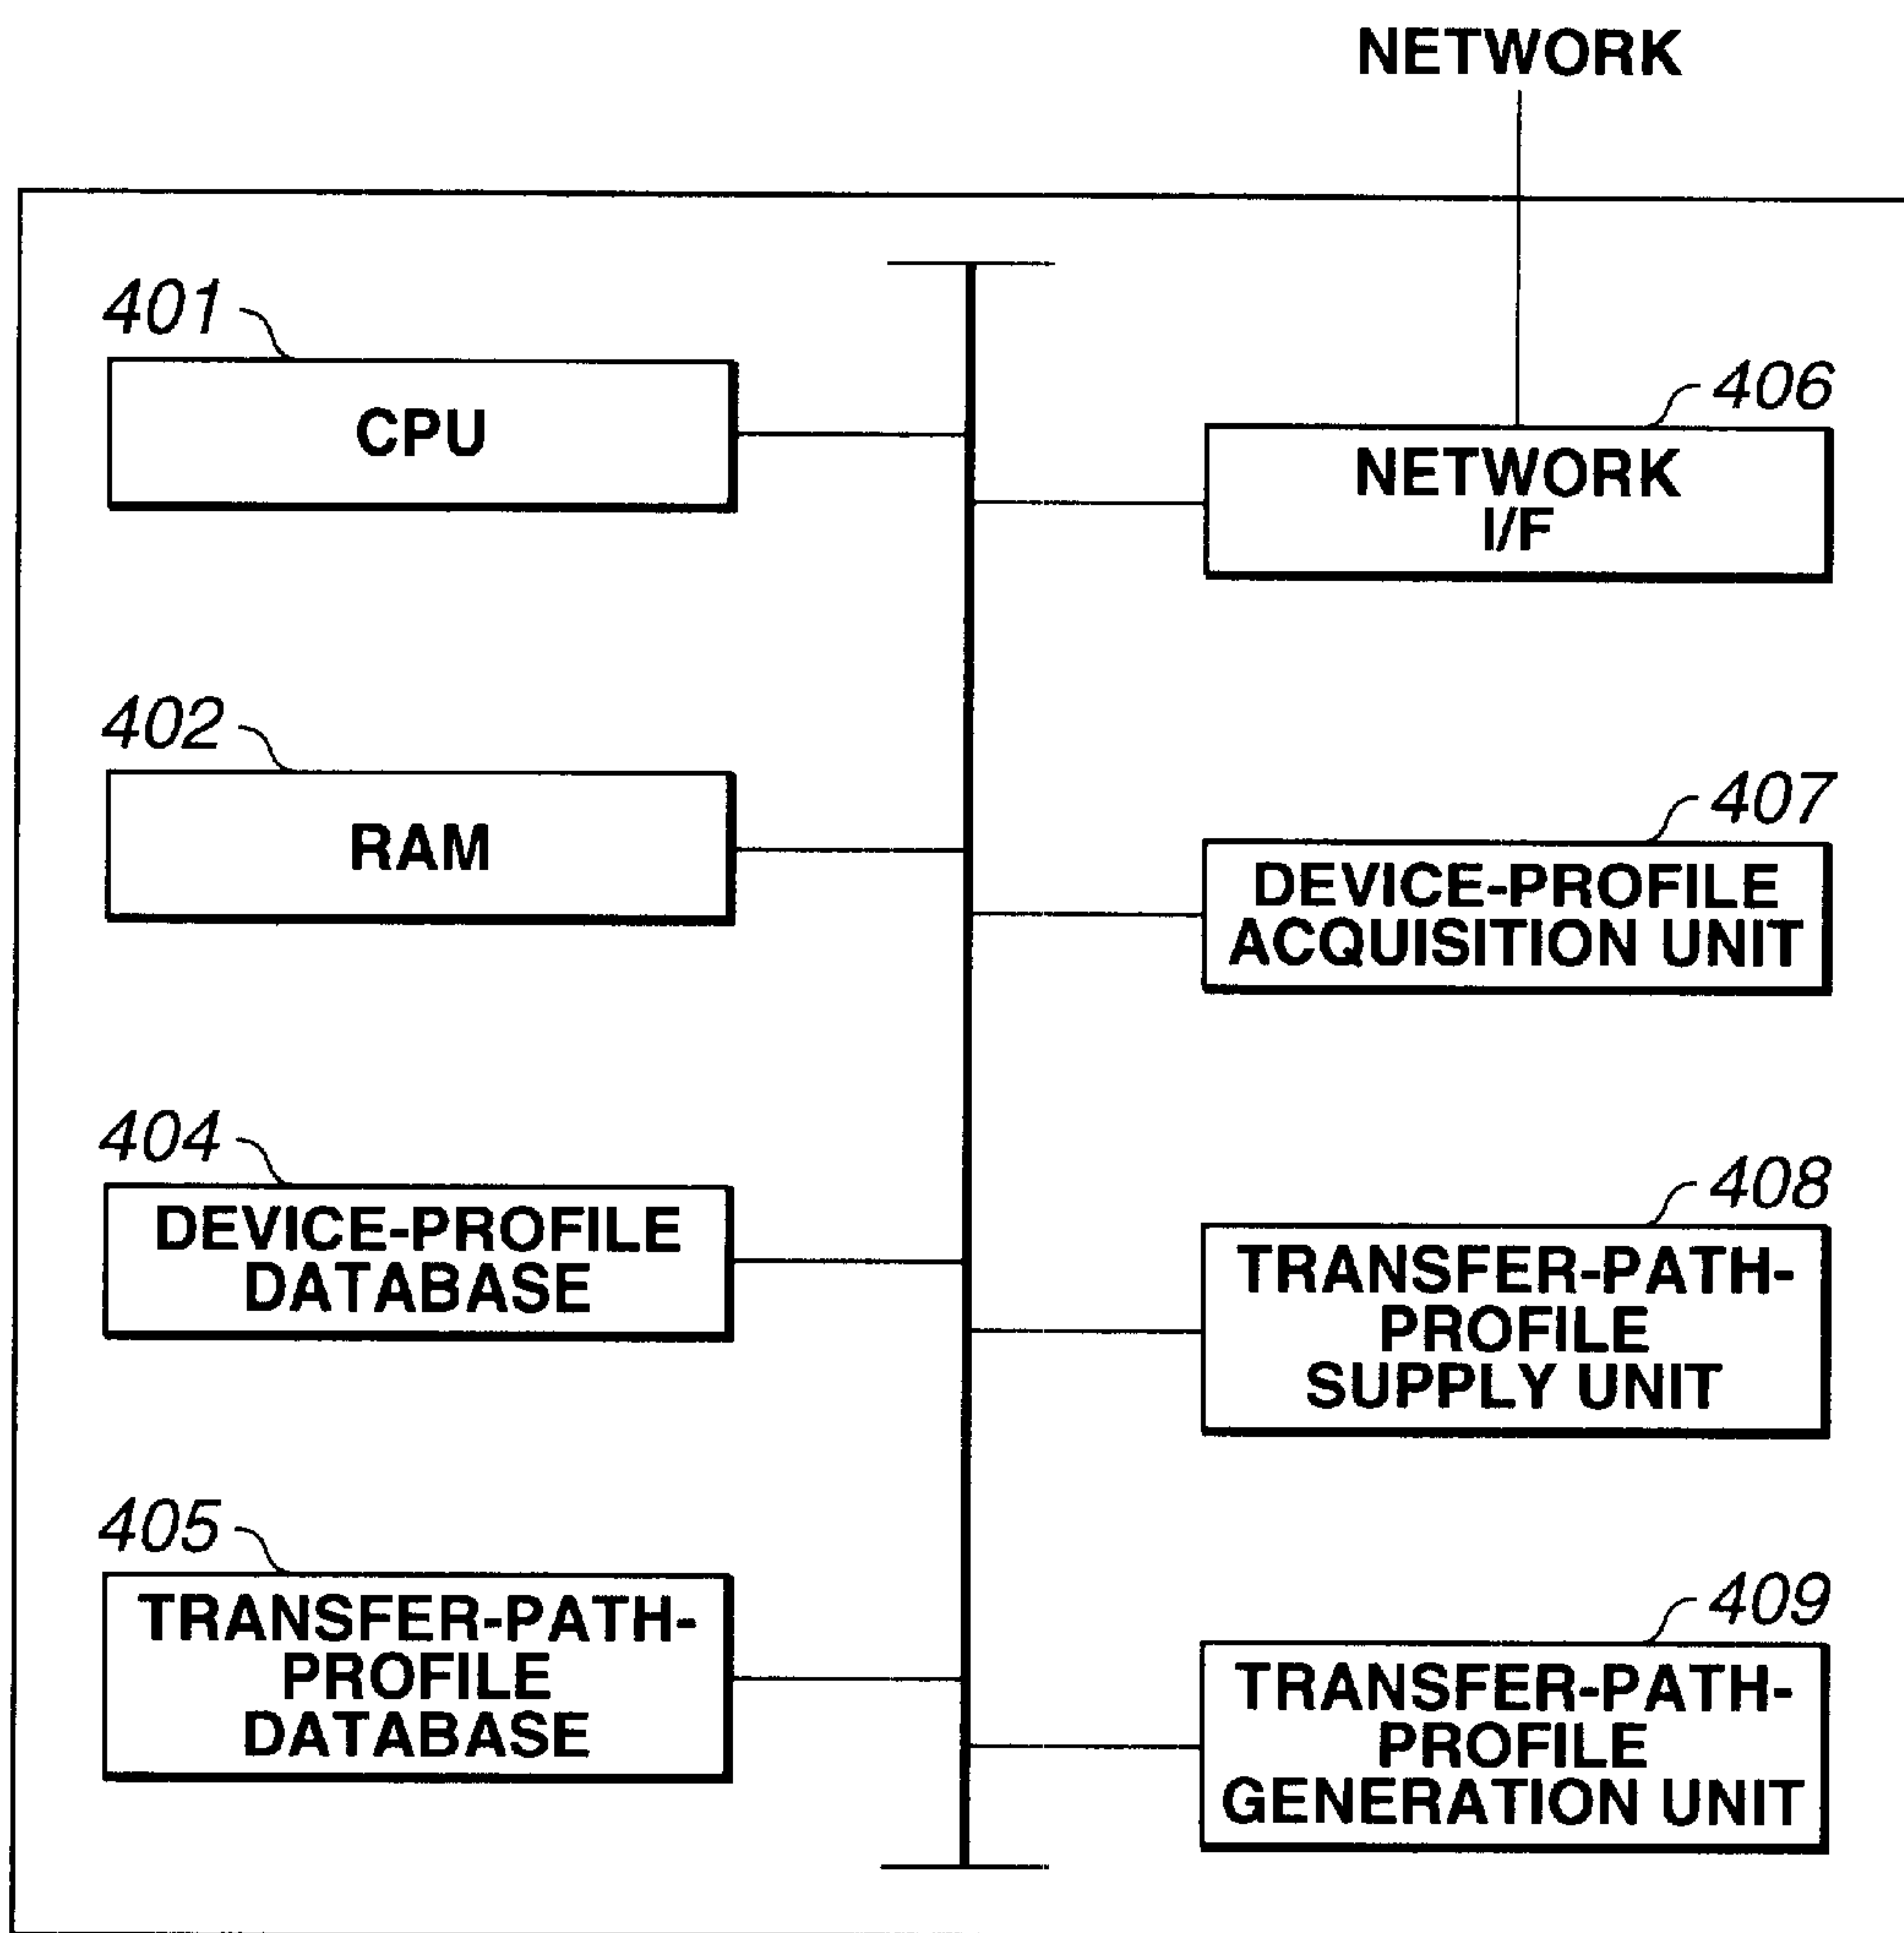 NETWORK
401
CPU
406
NETWORK
I/F
402
RAM
407
DEVICE-PROFILE
ACQUISITION UNIT
404
DEVICE-PROFILE
DATABASE
408
TRANSFER-PATH-
PROFILE
SUPPLY UNIT
405
TRANSFER-PATH-
PROFILE
DATABASE
409
TRANSFER-PATH-
PROFILE
GENERATION UNIT